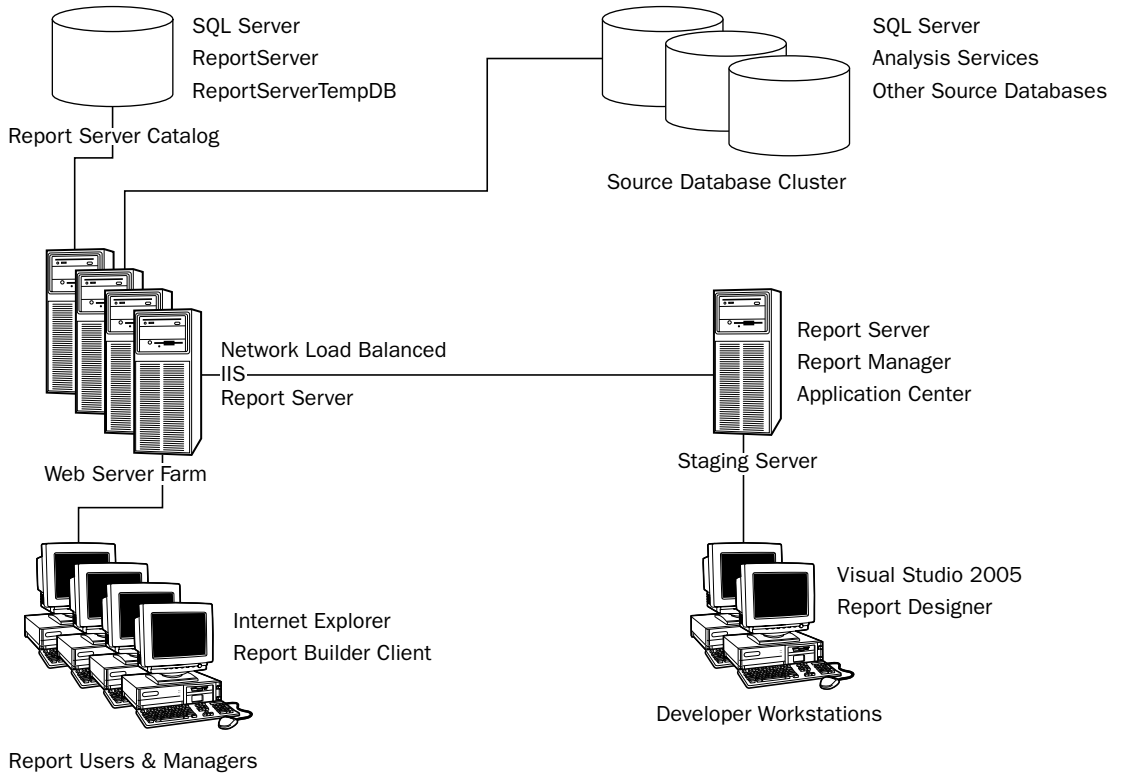 SQL Server
ReportServer
ReportServerTempDB
Report Server Catalog
SQL Server
Analysis Services
Other Source Databases
Source Database Cluster
Network Load Balanced
IIS
Report Server
Web Server Farm
Report Server
Report Manager
Application Center
Staging Server
Internet Explorer
Report Builder Client
Report Users & Managers
Visual Studio 2005
Report Designer
Developer Workstations